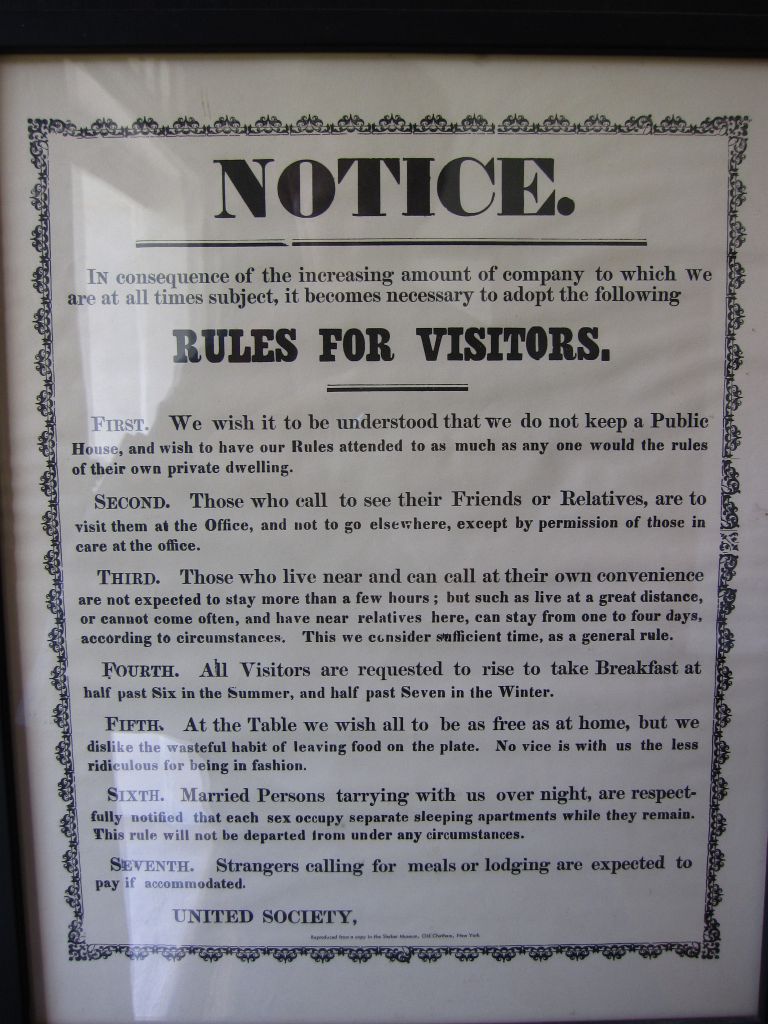 NOTICE.
IN consequence of the increasing amount of company to which We
are at all times subject, it becomes necessary to adopt the following
RULES FOR VISITORS.
FIRST. We wish it to be understood that we do not keep a Public
House, and wish to have our Rules attended to as much as any one would the rules
of their own private dwelling.
SECOND. Those who call to see their Friends or Relatives, are to
visit them at the Office, and not to go elsewhere, except by permission of those in
care at the office.
THIRD. Those who live near and can call at their own convenience
are not expected to stay more than a few hours; but such as live at a great distance,
or cannot come often, and have near relatives here, can stay from one to four days,
according to circumstances. This we consider sufficient time, as a general rule.
FOURTH. All Visitors are requested to rise to take Breakfast at
half past Six in the Summer, and half past Seven in the Winter.
FIFTH. At the Table we wish all to be as free as at home, but we
dislike the wasteful habit of leaving food on the plate. No vice is with us the less
ridiculous for being in fashion.
SIXTH. Married Persons tarrying with us over night, are respect-
fully notified that each sex occupy separate sleeping apartments while they remain.
This rule will not be departed from under any circumstances.
SEVENTH. Strangers calling for meals or lodging are expected to
pay if accommodated.
UNITED SOCIETY,
Reproduced from a copy in the Shaker Museum, Old Chatham, New York